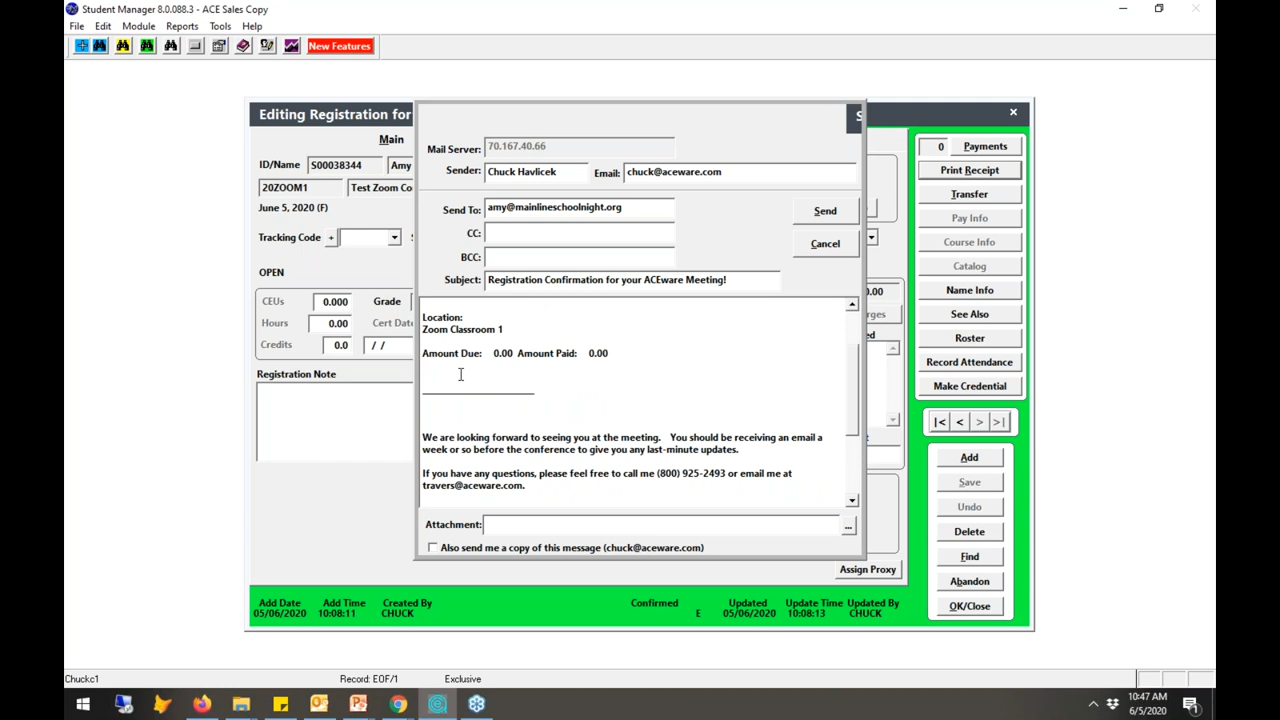 Student Manager 8.0.088.3 - ACE Sales Copy
File Edit Module Reports Tools Help
New Features
Editing Registration for
S
Main
ID/Name S00038344 Amy
20ZOOM1 Test Zoom Co
June 5, 2020 (F)
Tracking Code +
OPEN
CEUs 0.000 Grade
Hours 0.00 Cert Date
Credits 0.0 / /
Registration Note
Mail Server: 70.167.40.66
Sender: Chuck Havlicek Email: chuck@aceware.com
Send To: amy@mainlineschoolnight.org
CC:
BCC:
Subject: Registration Confirmation for your ACEware Meeting!
Send
Cancel
Location:
Zoom Classroom 1
Amount Due: 0.00 Amount Paid: 0.00
We are looking forward to seeing you at the meeting. You should be receiving an email a
week or so before the conference to give you any last-minute updates.
If you have any questions, please feel free to call me (800) 925-2493 or email me at
travers@aceware.com.
Attachment: ...
Also send me a copy of this message (chuck@aceware.com)
.00
rges
d
t
Assign Proxy
0 Payments
Print Receipt
Transfer
Pay Info
Course Info
Catalog
Name Info
See Also
Roster
Record Attendance
Make Credential
|< < > >|
Add
Save
Undo
Delete
Find
Abandon
OK/Close
Add Date Add Time Created By Confirmed Updated Update Time Updated By
05/06/2020 10:08:11 CHUCK E 05/06/2020 10:08:13 CHUCK
Chuckc1 Record: EOF/1 Exclusive
10:47 AM
6/5/2020
1